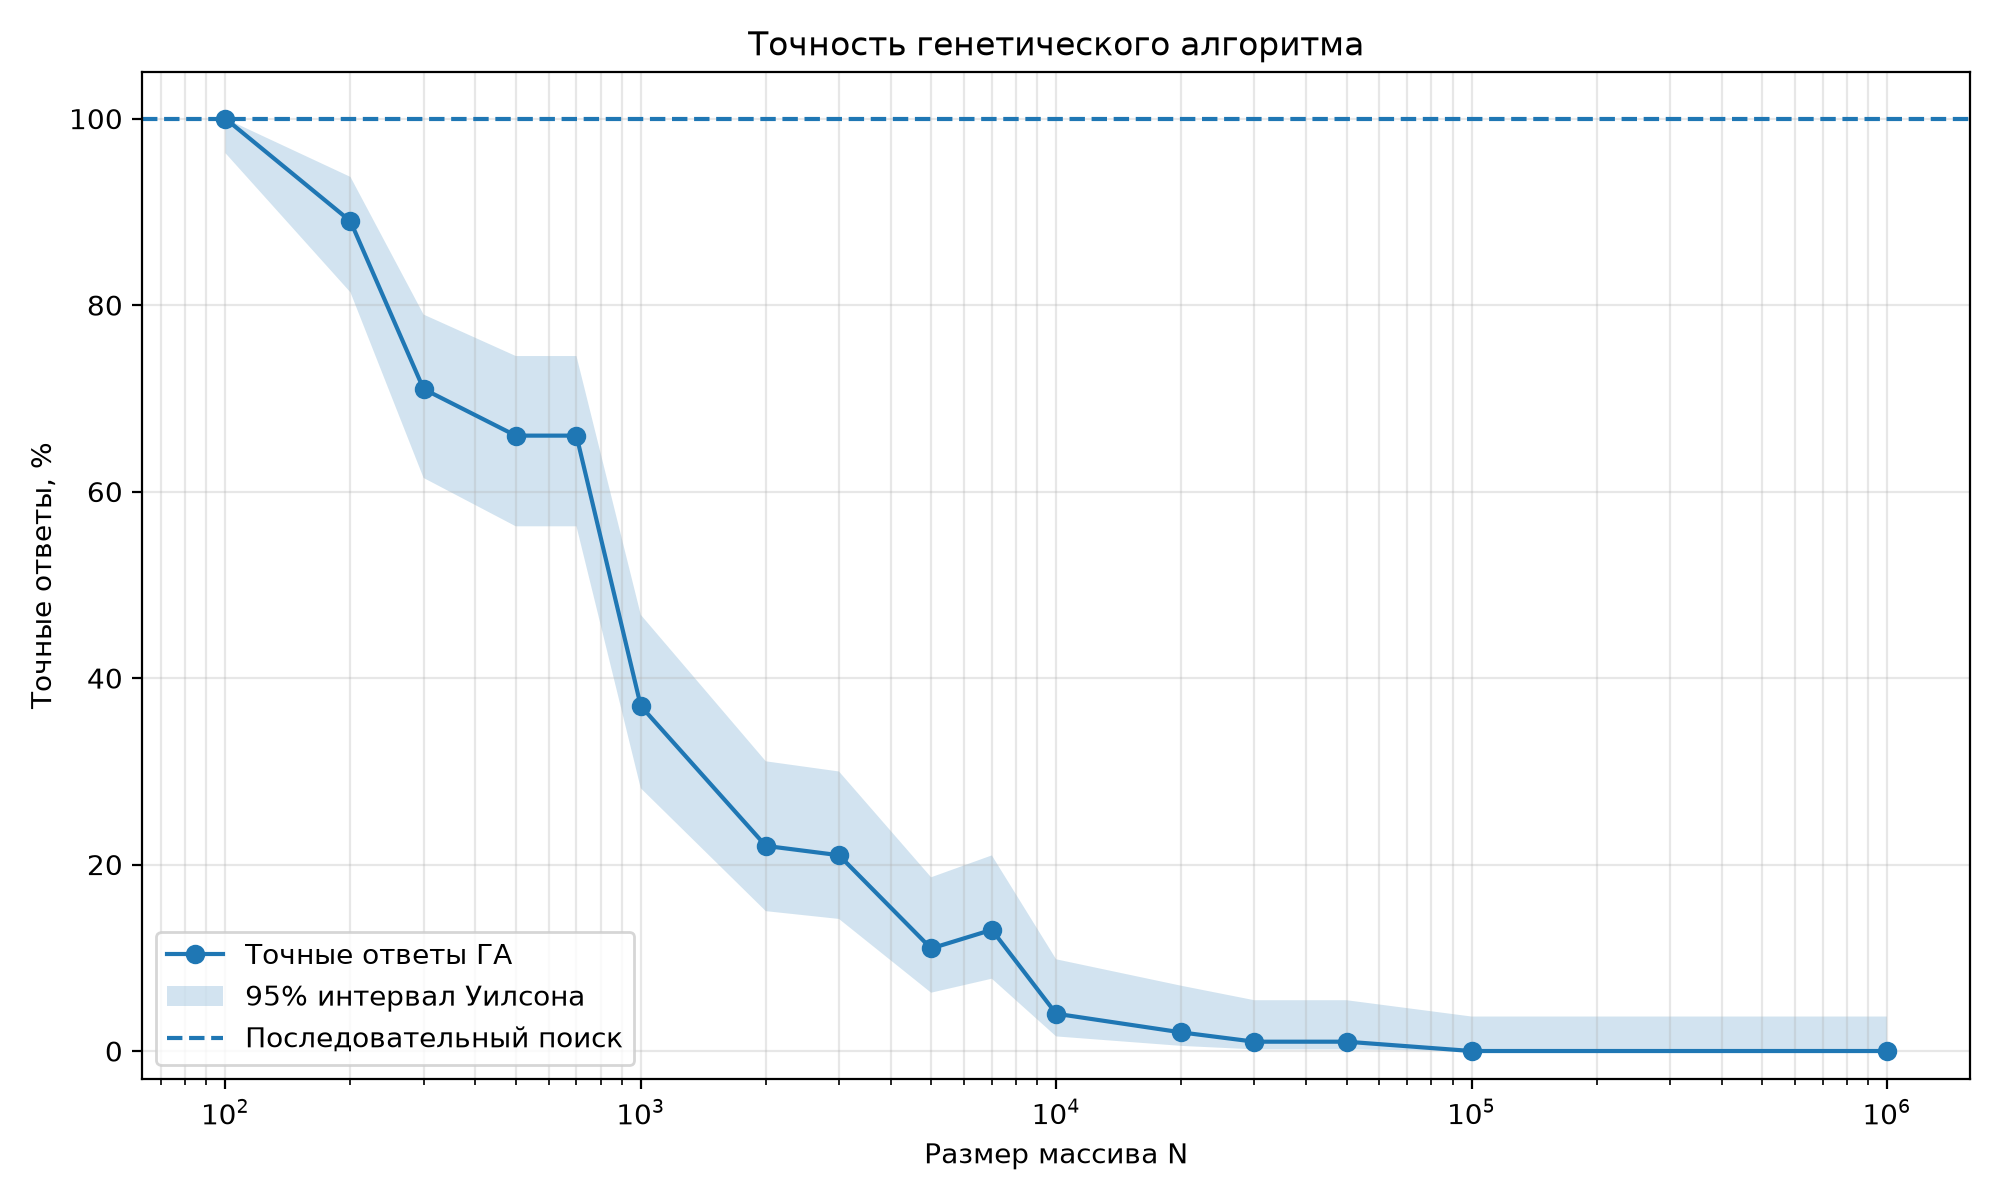 Точность генетического алгоритма
Точные ответы, %
100
80
60
40
20
0
Точные ответы ГА
95% интервал Уилсона
Последовательный поиск
10²
10³
10⁴
10⁵
10⁶
Размер массива N